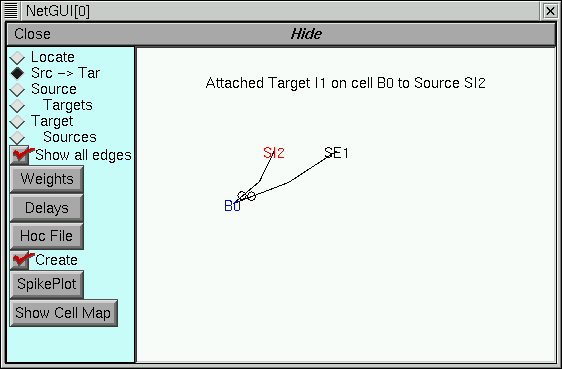 NetGUI[0]
Close Hide
Locate
Src -> Tar
Source
Targets
Target
Sources
Show all edges
Weights
Delays
Hoc File
Create
SpikePlot
Show Cell Map
Attached Target I1 on cell B0 to Source SI2
SI2 SE1
B0